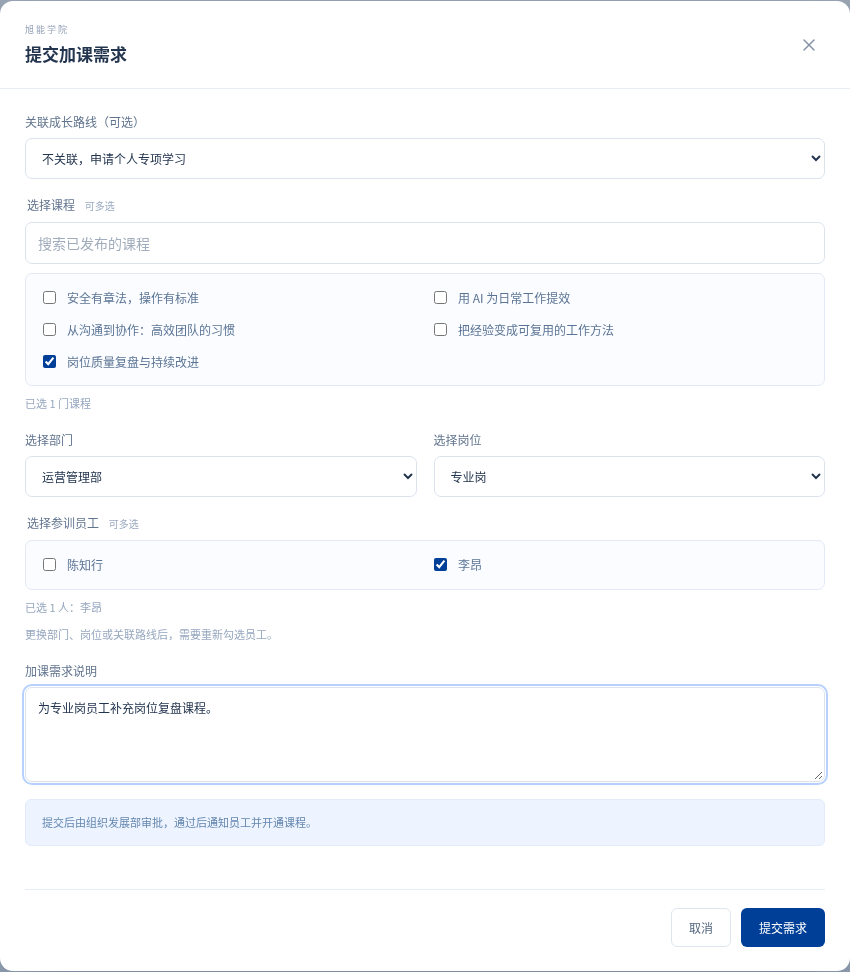 旭能学院
提交加课需求
关联成长路线（可选）
不关联，申请个人专项学习
选择课程 可多选
搜索已发布的课程
安全有章法，操作有标准
用 AI 为日常工作提效
从沟通到协作：高效团队的习惯
把经验变成可复用的工作方法
岗位质量复盘与持续改进
已选 1 门课程
选择部门
选择岗位
运营管理部
专业岗
选择参训员工 可多选
陈知行
李昂
已选 1 人：李昂
更换部门、岗位或关联路线后，需要重新勾选员工。
加课需求说明
为专业岗员工补充岗位复盘课程。
提交后由组织发展部审批，通过后通知员工并开通课程。
取消
提交需求